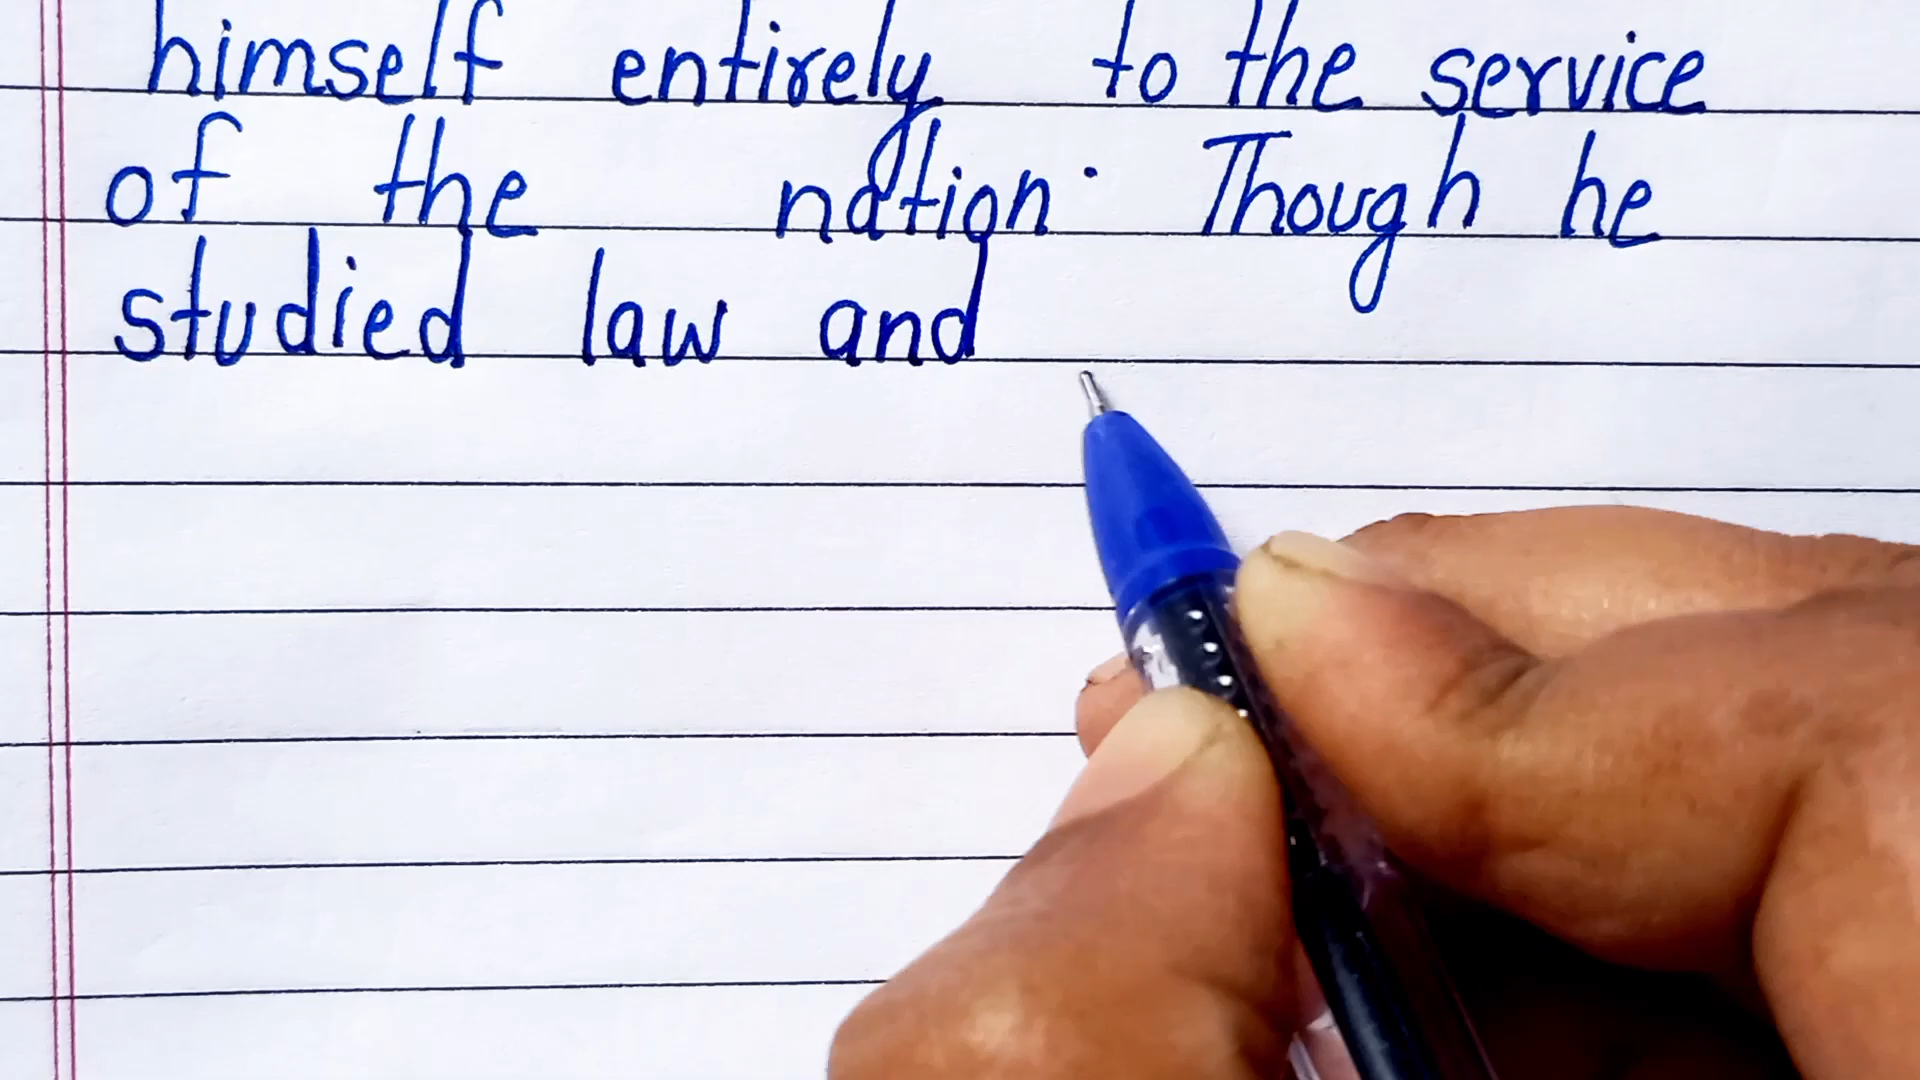 himself entirely to the service
of the nation. Though he
studied law and